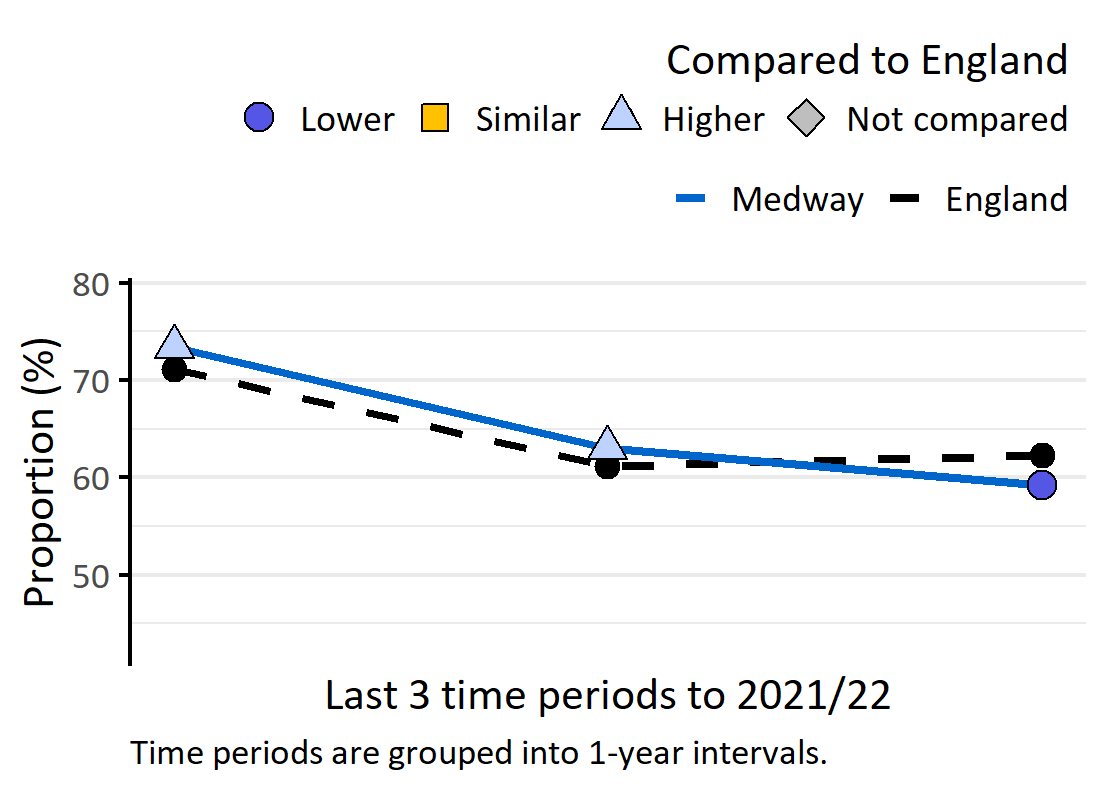 Compared to England
Lower Similar Higher Not compared
Medway England
80
70
60
50
Proportion (%)
Last 3 time periods to 2021/22
Time periods are grouped into 1-year intervals.